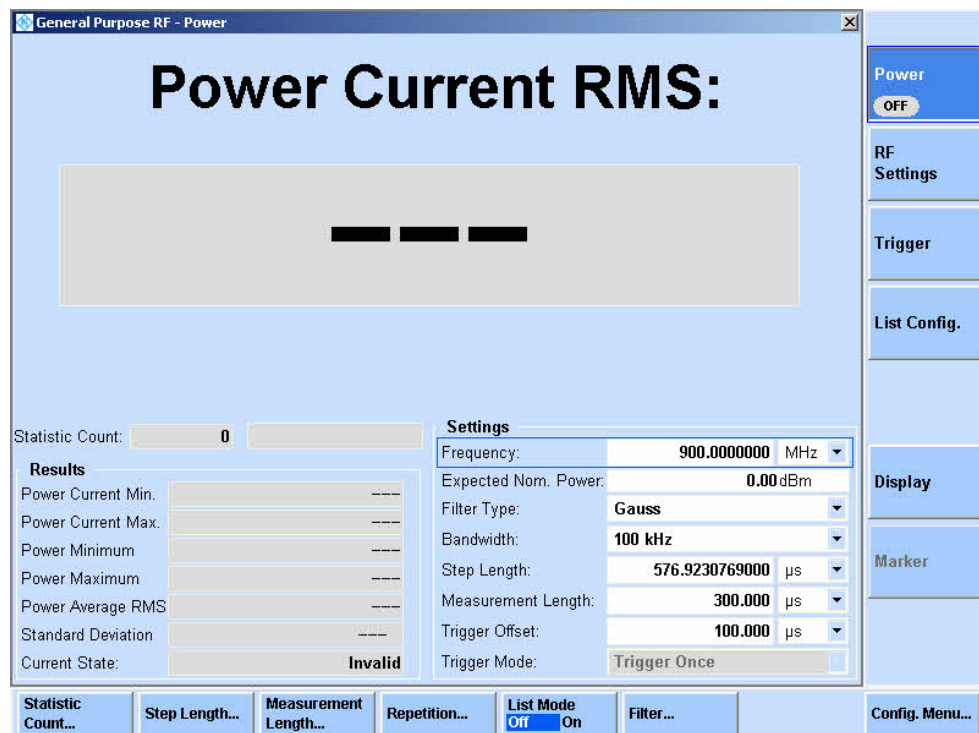 General Purpose RF - Power
Power Current RMS:
---
Statistic Count: 0
Results
Power Current Min. ---
Power Current Max. ---
Power Minimum ---
Power Maximum ---
Power Average RMS ---
Standard Deviation ---
Current State: Invalid
Settings
Frequency: 900.0000000 MHz
Expected Nom. Power: 0.00 dBm
Filter Type: Gauss
Bandwidth: 100 kHz
Step Length: 576.9230769000 µs
Measurement Length: 300.000 µs
Trigger Offset: 100.000 µs
Trigger Mode: Trigger Once
Power
OFF
RF
Settings
Trigger
List Config.
Display
Marker
Statistic
Count...
Step Length...
Measurement
Length...
Repetition...
List Mode
Off On
Filter...
Config. Menu...